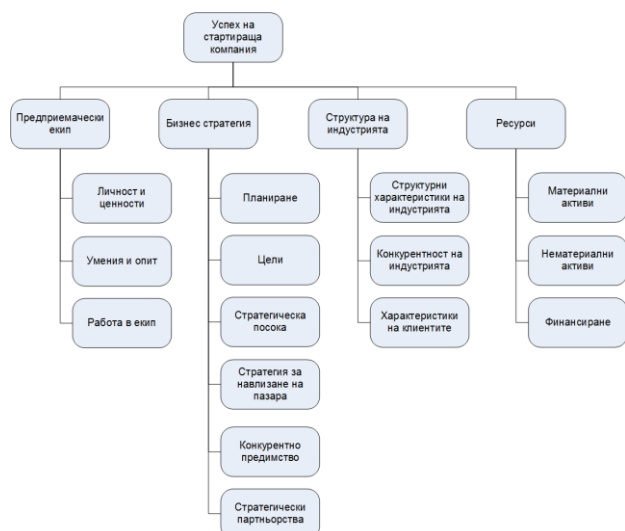 Успех на
стартираща
компания
Предприемачески
екип
Бизнес стратегия
Структура на
индустрията
Ресурси
Личност и
ценности
Умения и опит
Работа в екип
Планиране
Цели
Стратегическа
посока
Стратегия за
навлизане на
пазара
Конкурентно
предимство
Стратегически
партньорства
Структурни
характеристики на
индустрията
Конкурентност на
индустрията
Характеристики
на клиентите
Материални
активи
Нематериални
активи
Финансиране